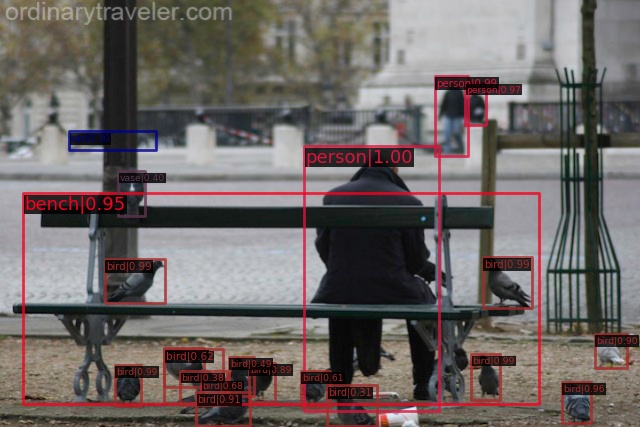 ordinarytraveler.com
person|0.99
person|0.97
person|1.00
vase|0.40
bench|0.95
bird|0.99
bird|0.99
bird|0.90
bird|0.62
bird|0.49
bird|0.89
bird|0.99
bird|0.99
bird|0.38
bird|0.61
bird|0.68
bird|0.31
bird|0.96
bird|0.91